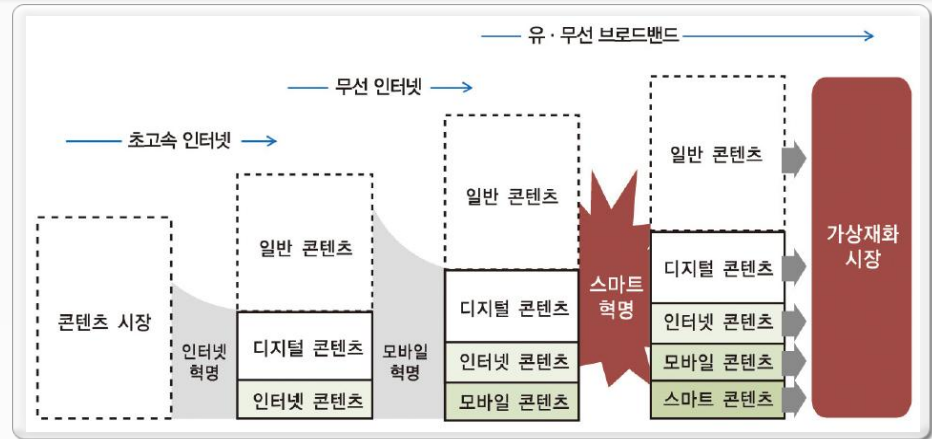 유 · 무선 브로드밴드
무선 인터넷
초고속 인터넷
콘텐츠 시장
인터넷
혁명
일반 콘텐츠
디지털 콘텐츠
인터넷 콘텐츠
모바일
혁명
일반 콘텐츠
디지털 콘텐츠
인터넷 콘텐츠
모바일 콘텐츠
스마트
혁명
일반 콘텐츠
디지털 콘텐츠
인터넷 콘텐츠
모바일 콘텐츠
스마트 콘텐츠
가상재화
시장